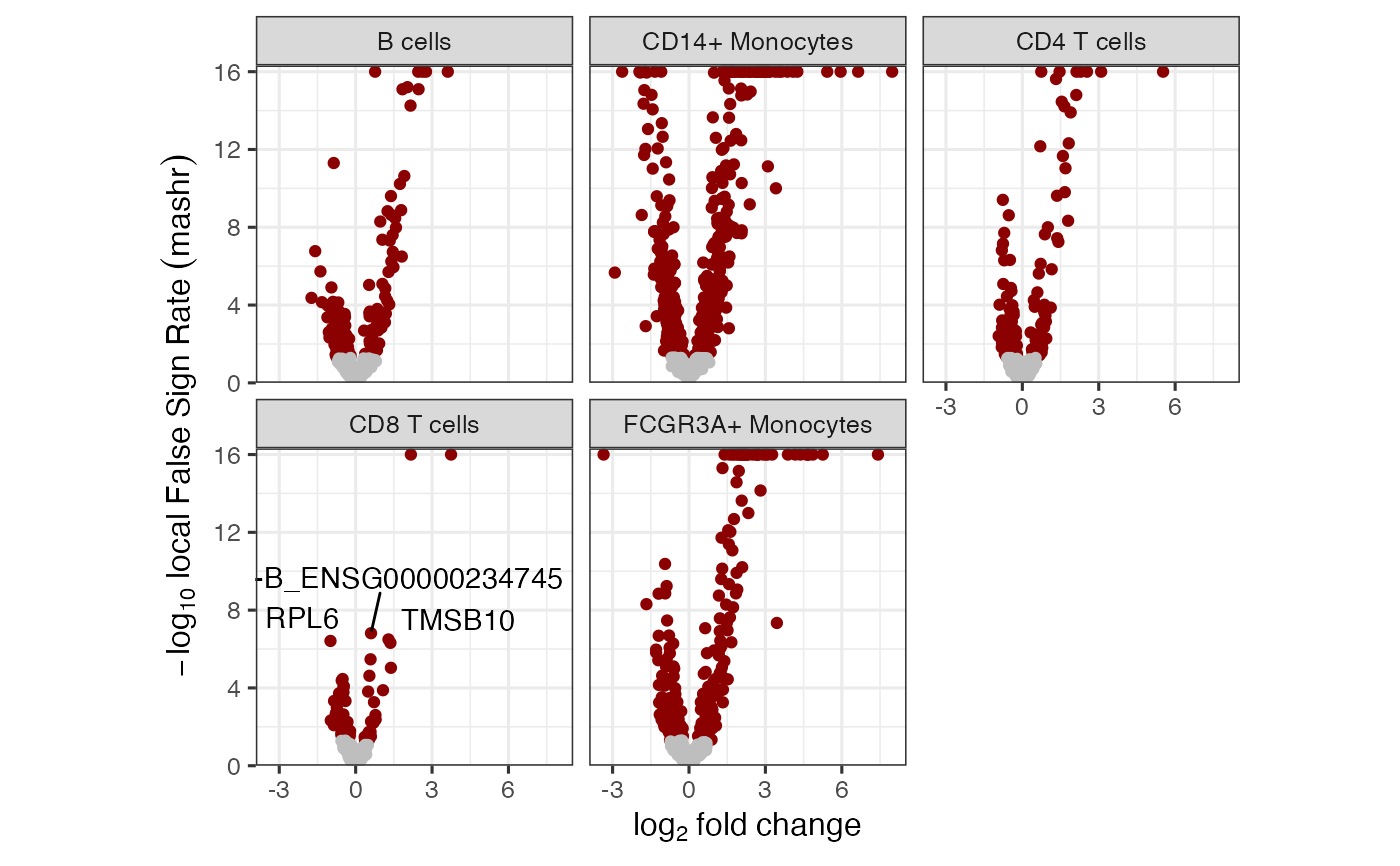 B cells
CD14+ Monocytes
CD4 T cells
16
12
8
4
0
-3 0 3 6
CD8 T cells
FCGR3A+ Monocytes
16
12
8
4
0
-B_ENSG00000234745
RPL6
TMSB10
-3 0 3 6
-3 0 3 6
log2 fold change
−log10 local False Sign Rate (mashr)